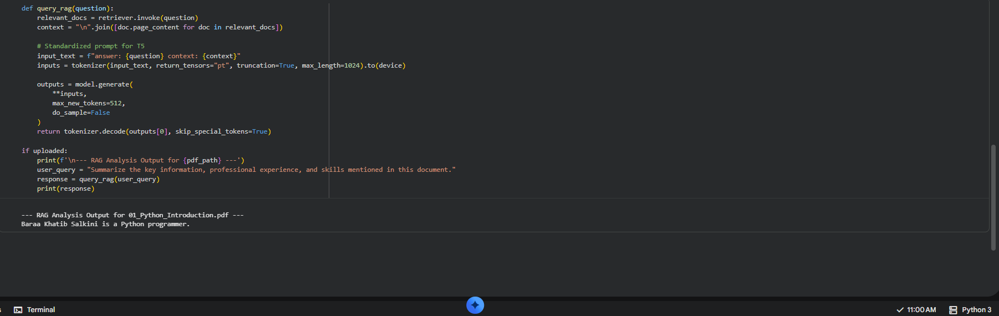 def query_rag(question):
    relevant_docs = retriever.invoke(question)
    context = "\n".join([doc.page_content for doc in relevant_docs])

    # Standardized prompt for T5
    input_text = f"answer: {question} context: {context}"
    inputs = tokenizer(input_text, return_tensors="pt", truncation=True, max_length=1024).to(device)

    outputs = model.generate(
        **inputs,
        max_new_tokens=512,
        do_sample=False
    )
    return tokenizer.decode(outputs[0], skip_special_tokens=True)

if uploaded:
    print(f'\n--- RAG Analysis Output for {pdf_path} ---')
    user_query = "Summarize the key information, professional experience, and skills mentioned in this document."
    response = query_rag(user_query)
    print(response)

--- RAG Analysis Output for 01_Python_Introduction.pdf ---
Baraa Khatib Salkini is a Python programmer.
Terminal
11:00 AM
Python 3